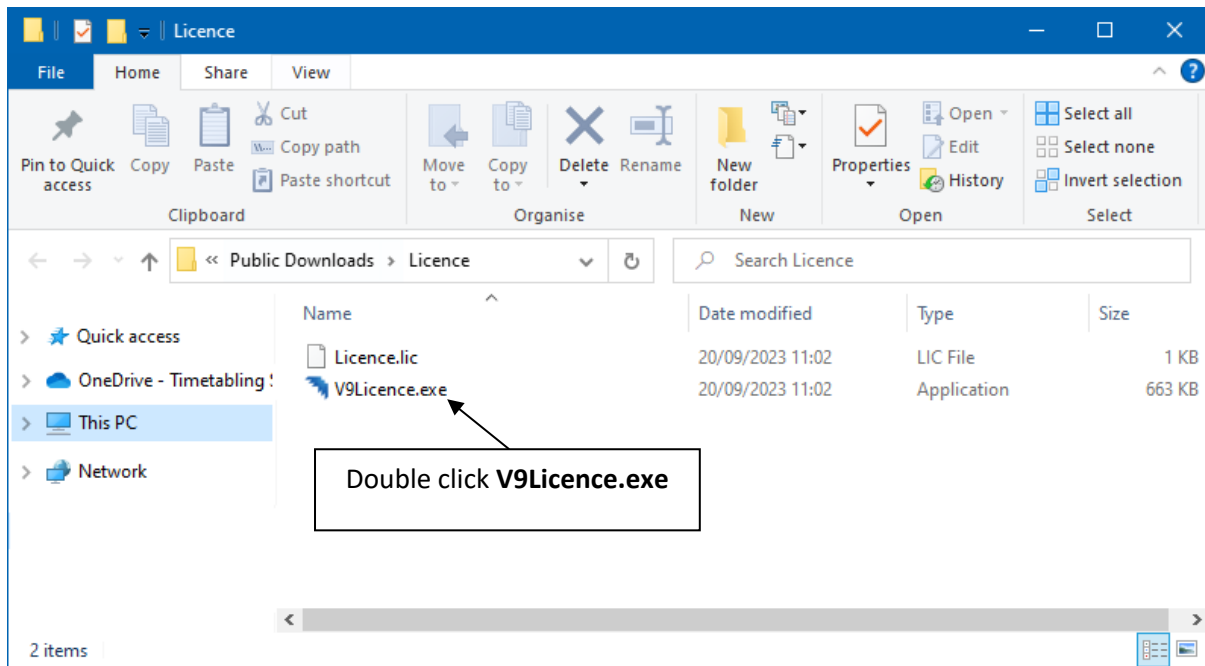 Licence
File Home Share View
?
Pin to Quick access
Copy
Paste
Cut
W... Copy path
Paste shortcut
Clipboard
Move to
Copy to
Delete
Rename
Organise
New folder
New
Properties
Open
Edit
History
Open
Select all
Select none
Invert selection
Select
« Public Downloads > Licence
Search Licence
Name Date modified Type Size
Quick access
OneDrive - Timetabling S
This PC
Network
Licence.lic 20/09/2023 11:02 LIC File 1 KB
V9Licence.exe 20/09/2023 11:02 Application 663 KB
Double click V9Licence.exe
2 items